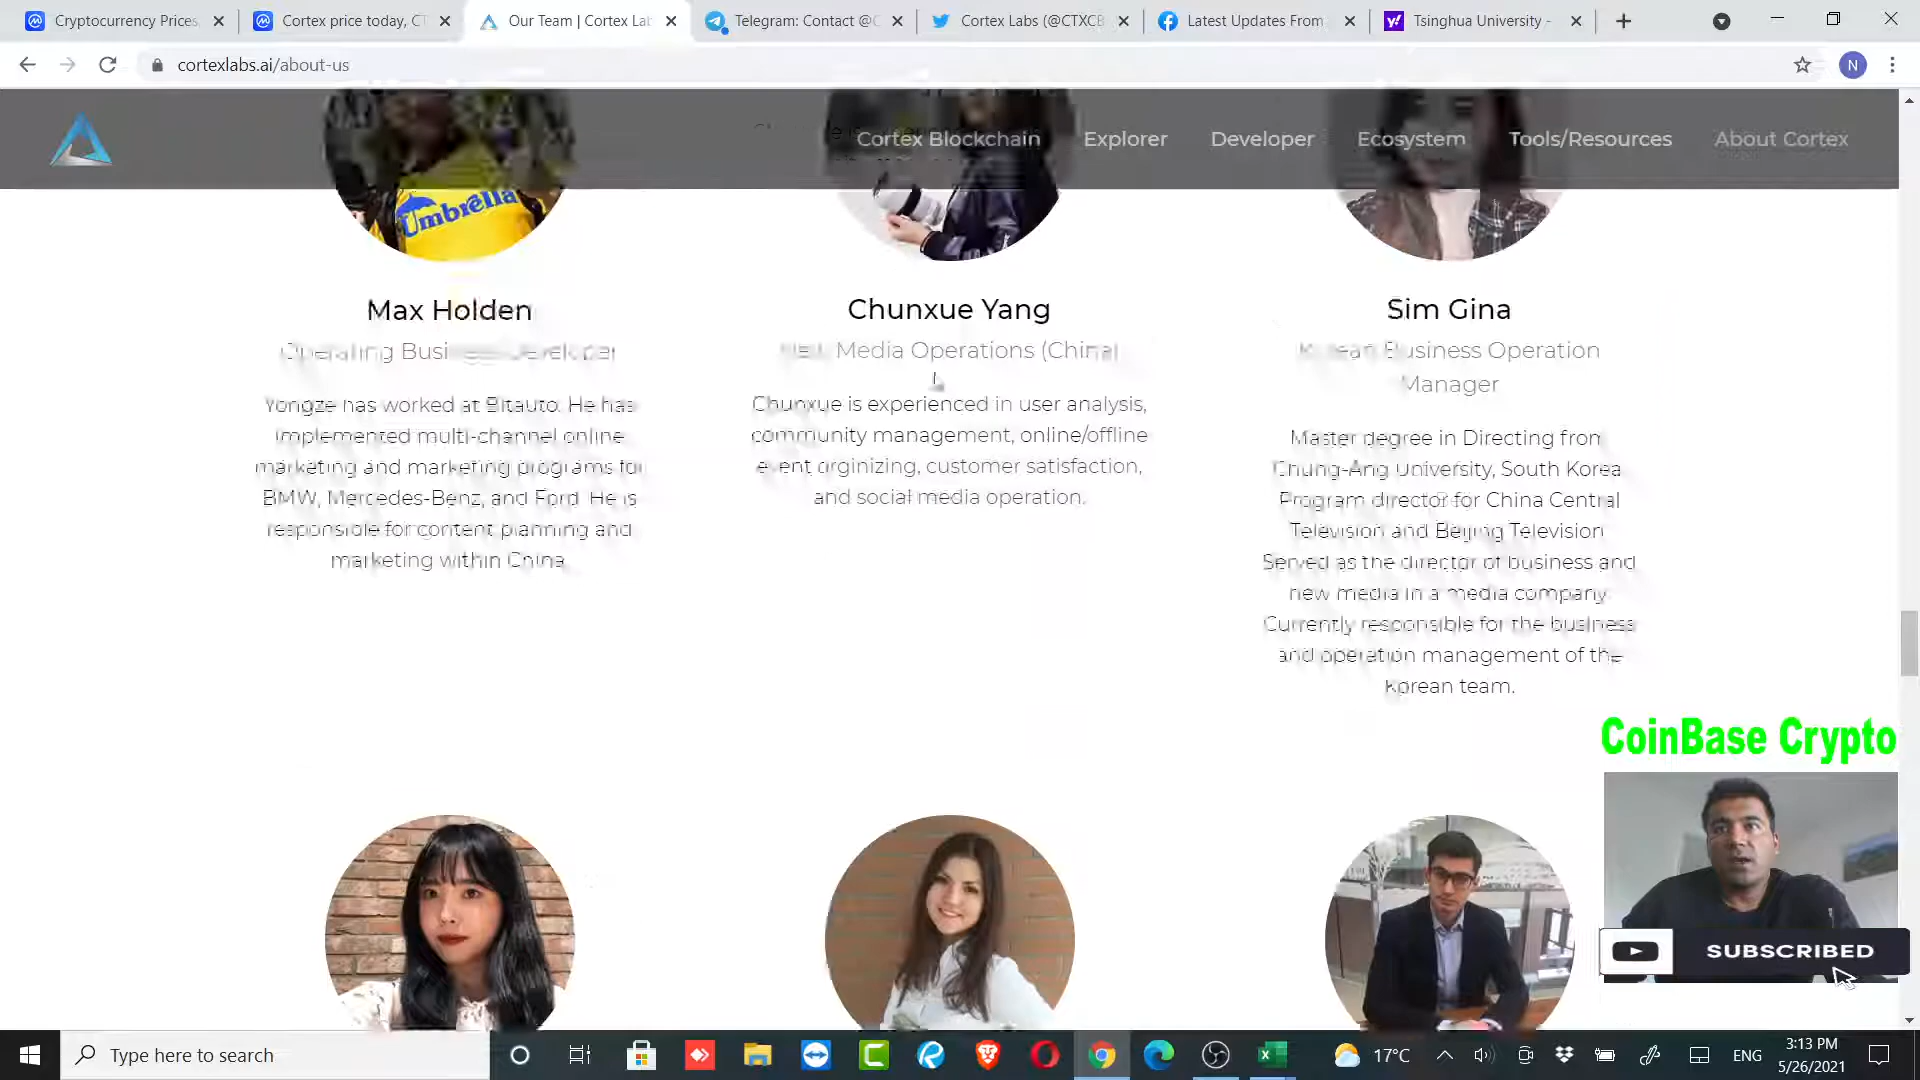 Cryptocurrency Prices,
Cortex price today, CT
Our Team | Cortex Lab
Telegram: Contact @C
Cortex Labs (@CTXCB
Latest Updates From
Tsinghua University -
cortexlabs.ai/about-us
N
Cortex Blockchain
Explorer
Developer
Ecosystem
Tools/Resources
About Cortex
Umbrella
Max Holden
Operating Business Developer
Yongze has worked at Bitauto. He has
implemented multi-channel online
marketing and marketing programs for
BMW, Mercedes-Benz, and Ford. He is
responsible for content planning and
marketing within China.
Chunxue Yang
Media Operations (China)
Chunxue is experienced in user analysis,
community management, online/offline
event orginizing, customer satisfaction,
and social media operation.
Sim Gina
Korean Business Operation
Manager
Master degree in Directing from
Chung-Ang University, South Korea
Program director for China Central
Television and Beijing Television
Served as the director of business and
new media in a media company
Currently responsible for the business
and operation management of the
Korean team.
CoinBase Crypto
SUBSCRIBED
Type here to search
17°C
ENG
3:13 PM
5/26/2021